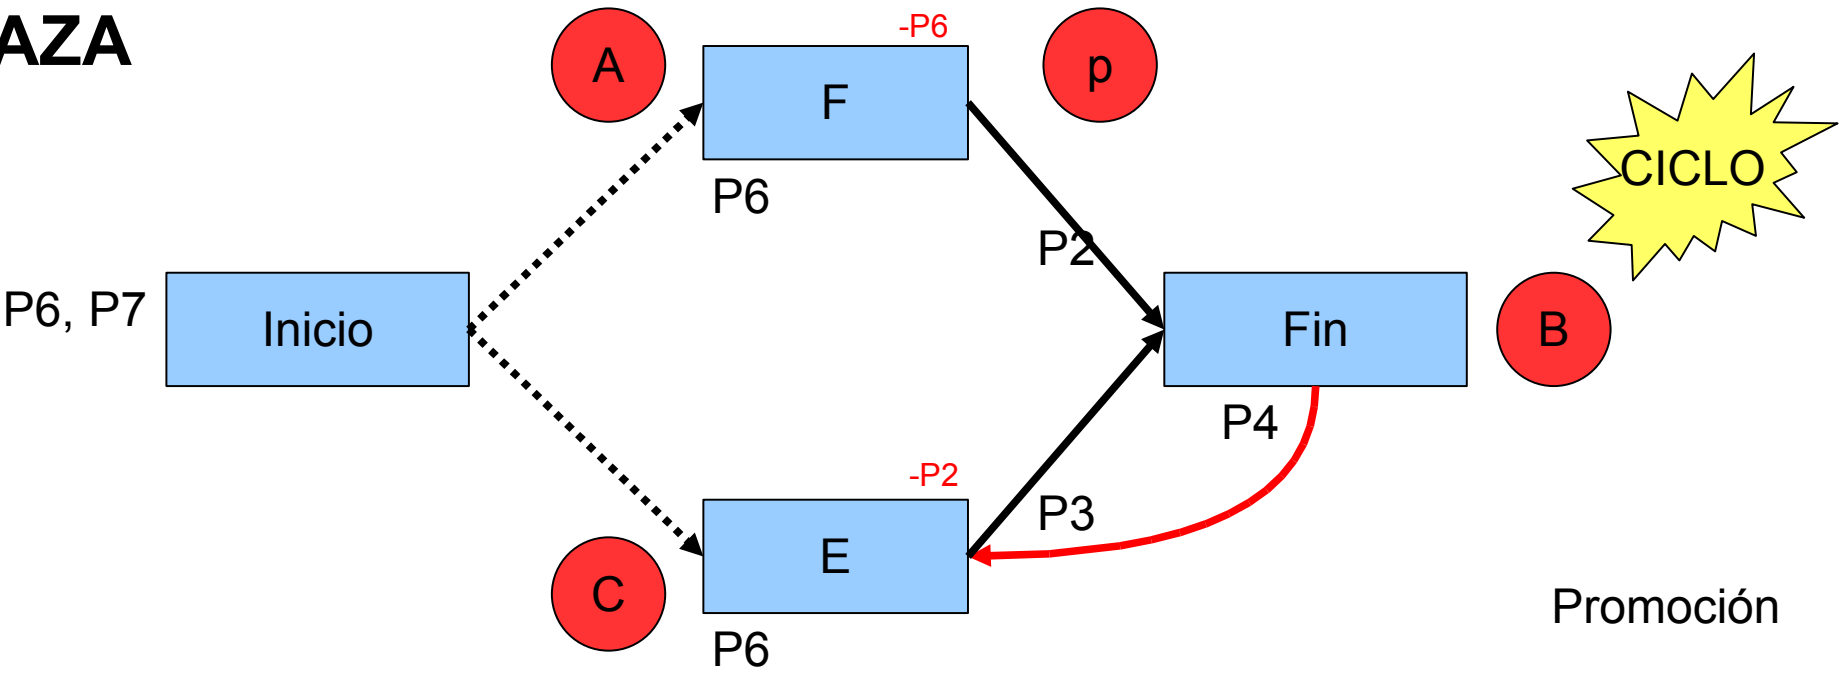 AZA
A
-P6
p
F
CICLO
P6
P2
P6, P7
Inicio
Fin
B
P4
-P2
P3
E
C
Promoción
P6